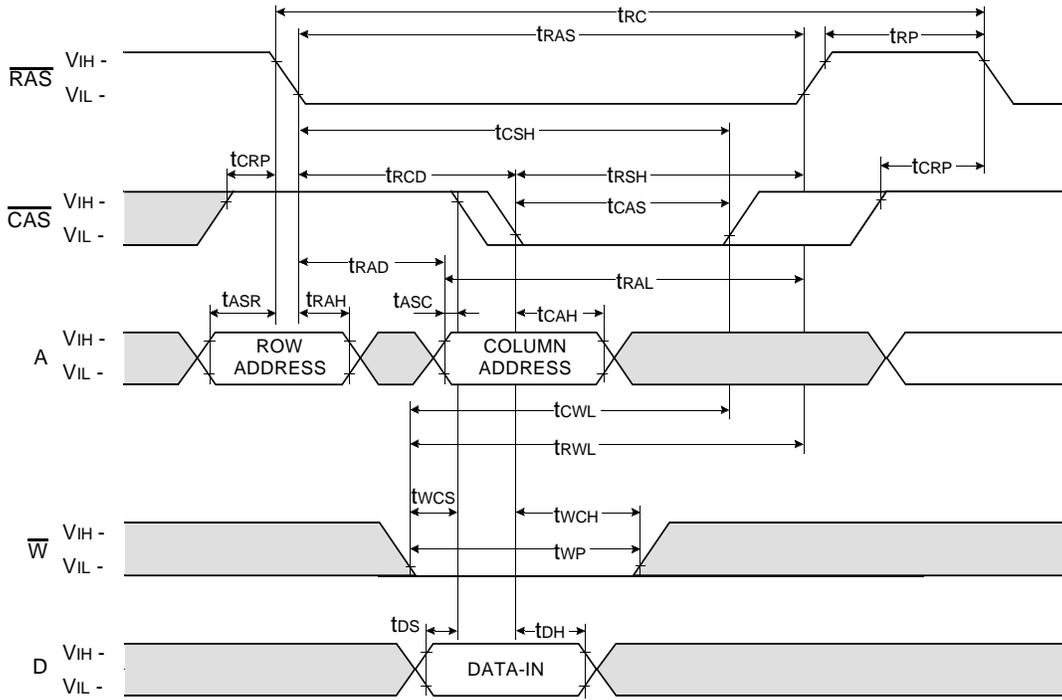 tRC
tRAS
tRP
RAS
VIH -
VIL -
tCSH
tCRP
tRCD
tRSH
tCRP
CAS
VIH -
VIL -
tCAS
tRAD
tRAL
tASR
tRAH
tASC
tCAH
A
VIH -
VIL -
ROW
ADDRESS
COLUMN
ADDRESS
tCWL
tRWL
tWCS
tWCH
W
VIH -
VIL -
tWP
tDS
tDH
D
VIH -
VIL -
DATA-IN